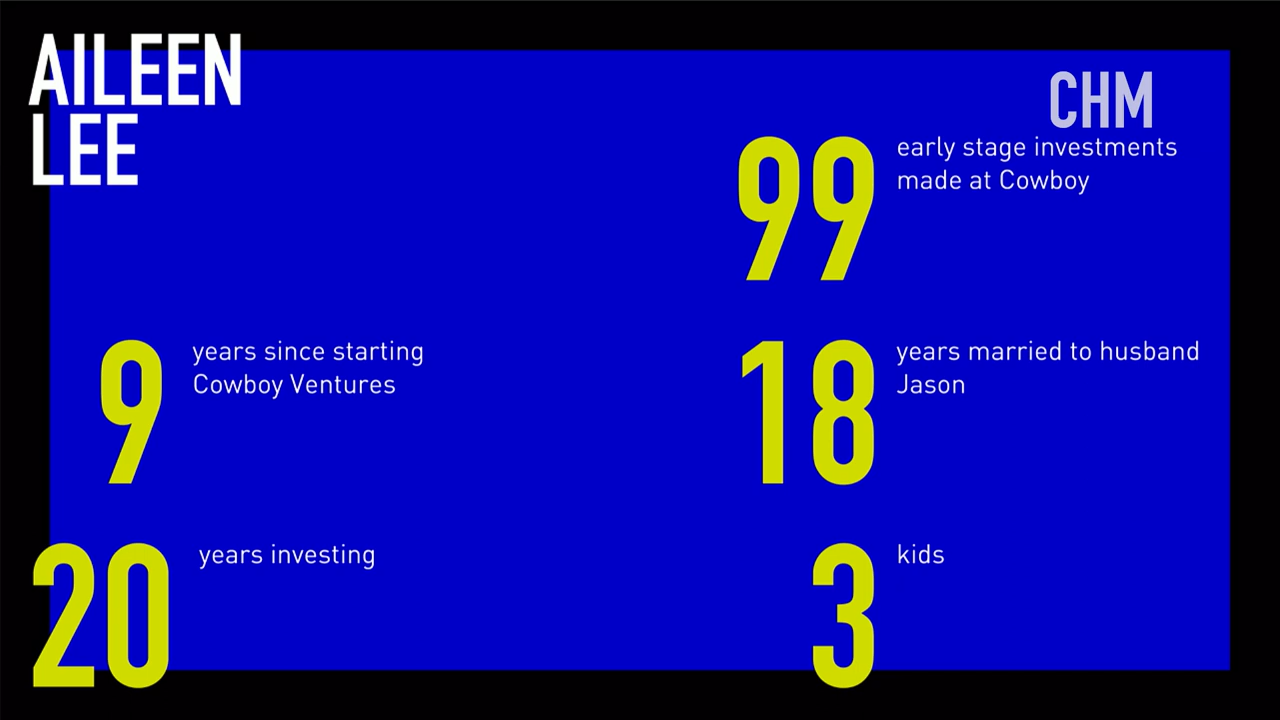 AILEEN
LEE
CHM
99
early stage investments
made at Cowboy
9
years since starting
Cowboy Ventures
18
years married to husband
Jason
20
years investing
3
kids